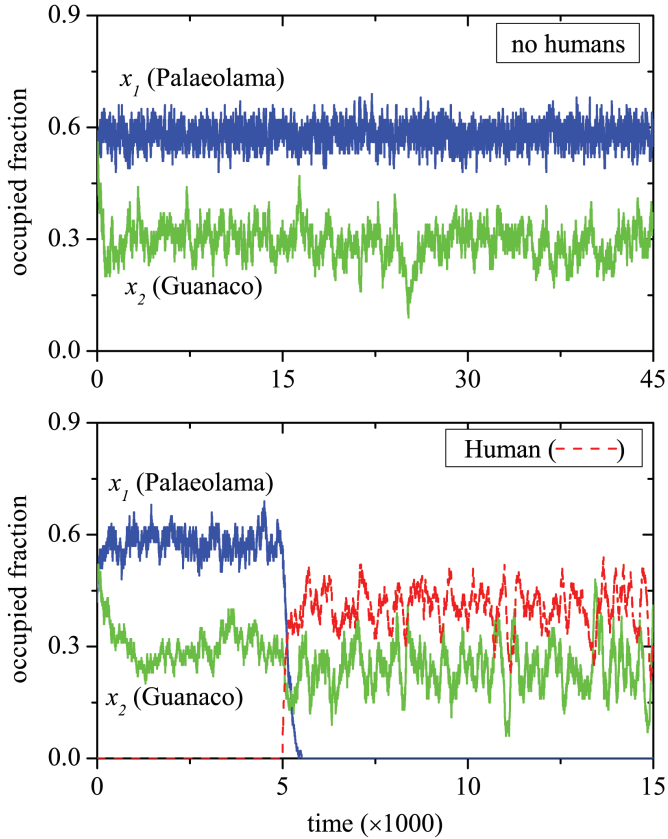 0.9
no humans
x1 (Palaeolama)
0.6
occupied fraction
0.3
x2 (Guanaco)
0.0
0 15 30 45
0.9
Human (-----)
x1 (Palaeolama)
0.6
occupied fraction
0.3
x2 (Guanaco)
0.0
0 5 10 15
time (×1000)